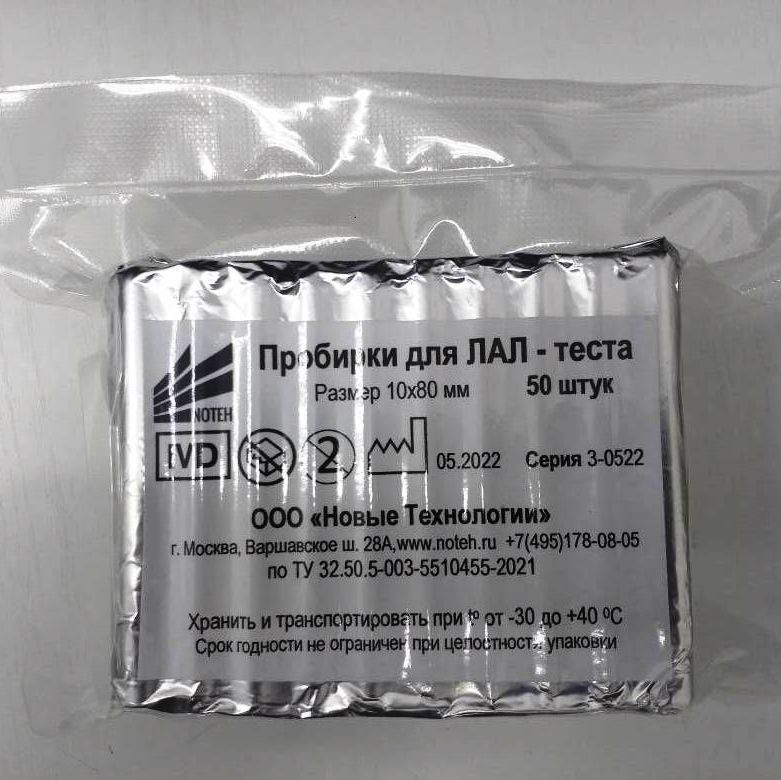 Пробирки для ЛАЛ - теста
Размер 10x80 мм 50 штук
NOTEH
IVD 2 05.2022 Серия 3-0522
ООО «Новые Технологии»
г. Москва, Варшавское ш. 28А,www.noteh.ru +7(495)178-08-05
по ТУ 32.50.5-003-5510455-2021
Хранить и транспортировать при tº от -30 до +40 ºC
Срок годности не ограничен при целостности упаковки